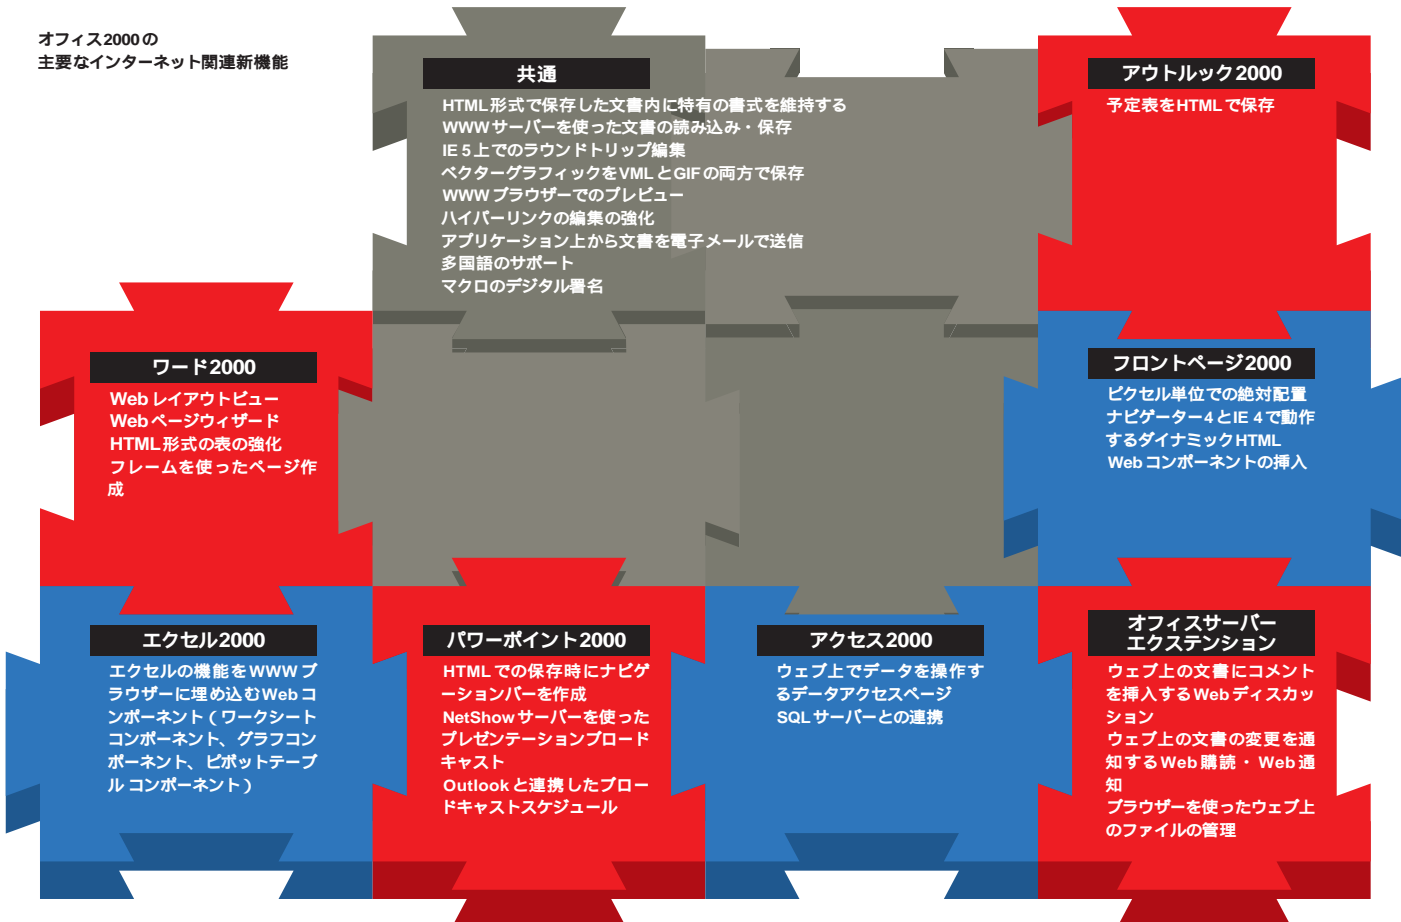 オフィス2000の
主要なインターネット関連新機能
共通
HTML形式で保存した文書内に特有の書式を維持する
WWWサーバーを使った文書の読み込み・保存
IE 5上でのラウンドトリップ編集
ベクターグラフィックをVMLとGIFの両方で保存
WWWブラウザーでのプレビュー
ハイパーリンクの編集の強化
アプリケーション上から文書を電子メールで送信
多国語のサポート
マクロのデジタル署名
アウトルック2000
予定表をHTMLで保存
ワード2000
Webレイアウトビュー
Webページウィザード
HTML形式の表の強化
フレームを使ったページ作
成
フロントページ2000
ピクセル単位での絶対配置
ナビゲーター4とIE 4で動作
するダイナミックHTML
Webコンポーネントの挿入
エクセル2000
エクセルの機能をWWWブ
ラウザーに埋め込むWebコ
ンポーネント(ワークシート
コンポーネント、グラフコン
ポーネント、ピボットテーブ
ル コンポーネント)
パワーポイント2000
HTMLでの保存時にナビゲ
ーションバーを作成
NetShowサーバーを使った
プレゼンテーションブロード
キャスト
Outlookと連携したブロー
ドキャストスケジュール
アクセス2000
ウェブ上でデータを操作す
るデータアクセスページ
SQLサーバーとの連携
オフィスサーバー
エクステンション
ウェブ上の文書にコメント
を挿入するWebディスカッ
ション
ウェブ上の文書の変更を通
知するWeb購読・Web通
知
ブラウザーを使ったウェブ上
のファイルの管理